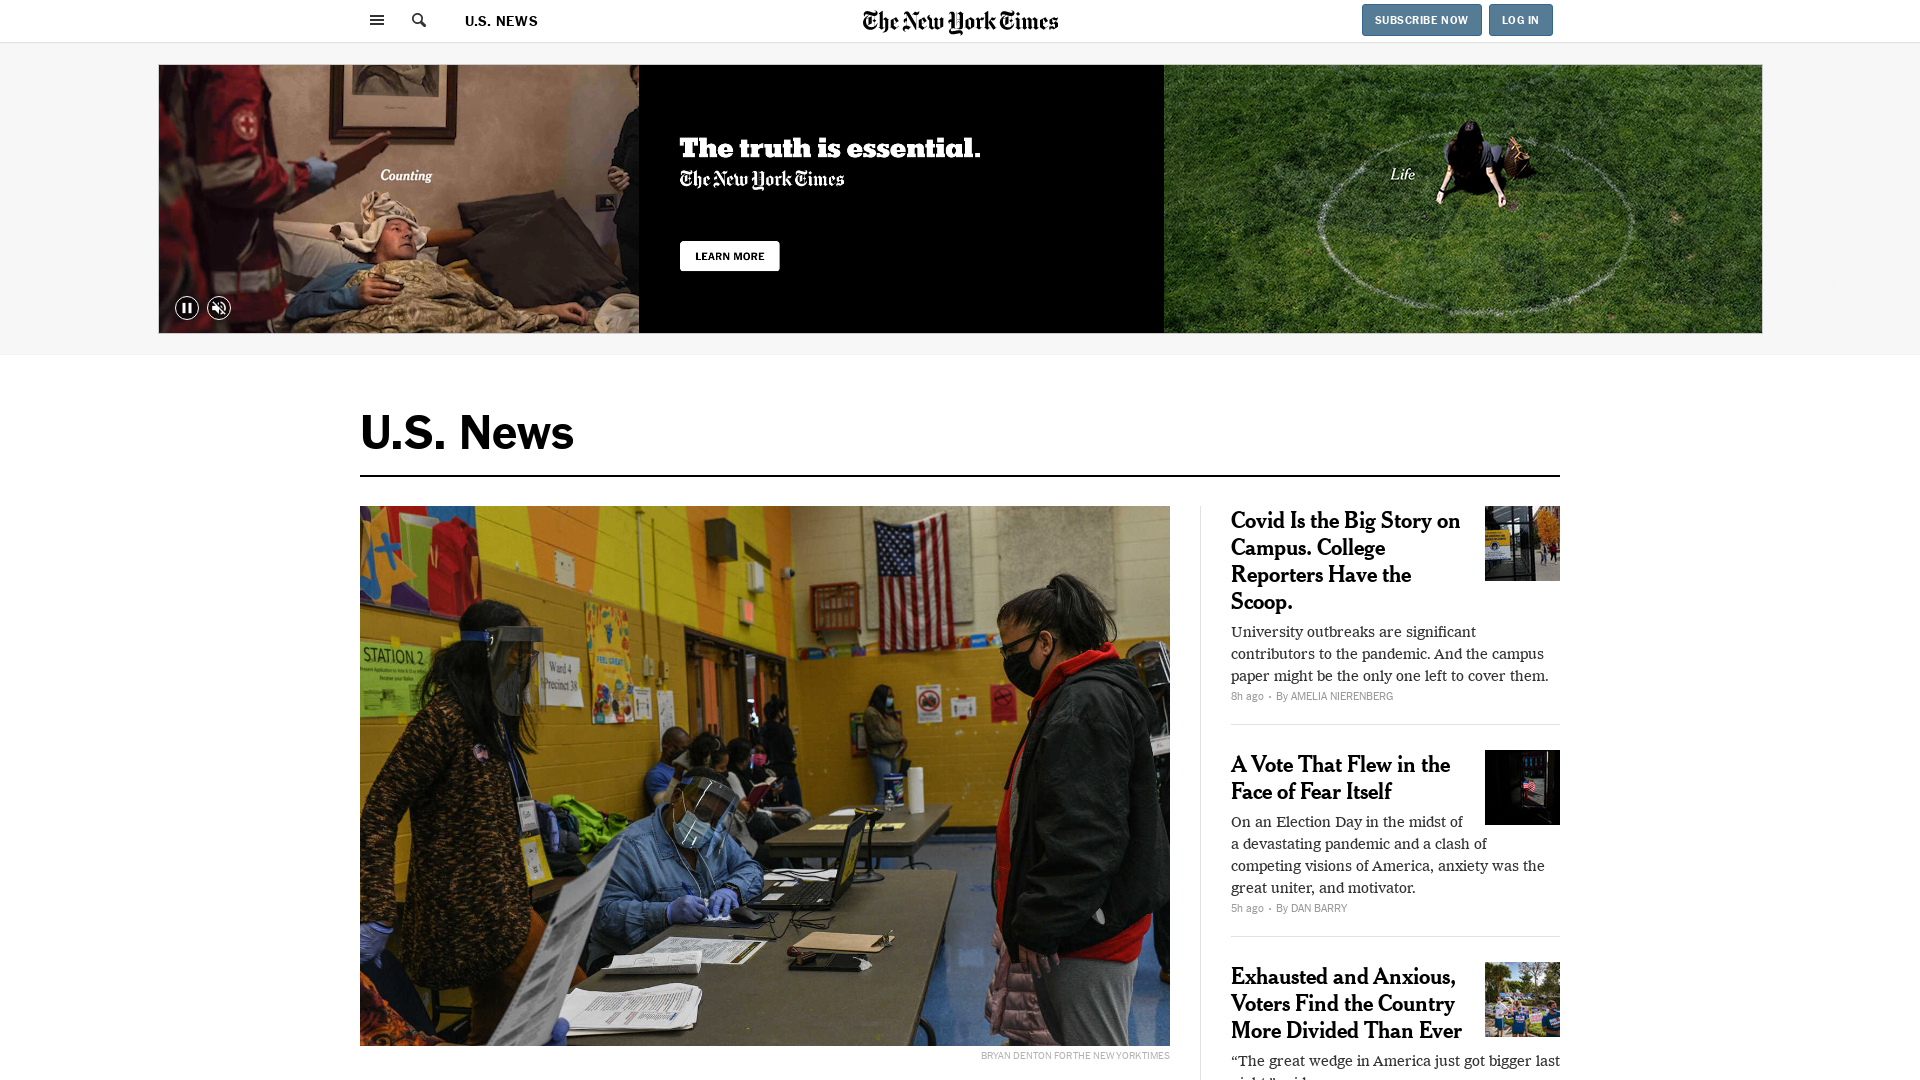 U.S. NEWS
The New York Times
SUBSCRIBE NOW
LOG IN
Counting
The truth is essential.
The New York Times
LEARN MORE
Life
U.S. News
STATION 2
Ward 4
Precinct 38
FEEL GREAT
BRYAN DENTON FOR THE NEW YORK TIMES
Covid Is the Big Story on
Campus. College
Reporters Have the
Scoop.
University outbreaks are significant
contributors to the pandemic. And the campus
paper might be the only one left to cover them.
8h ago · By AMELIA NIERENBERG
A Vote That Flew in the
Face of Fear Itself
On an Election Day in the midst of
a devastating pandemic and a clash of
competing visions of America, anxiety was the
great uniter, and motivator.
5h ago · By DAN BARRY
Exhausted and Anxious,
Voters Find the Country
More Divided Than Ever
“The great wedge in America just got bigger last